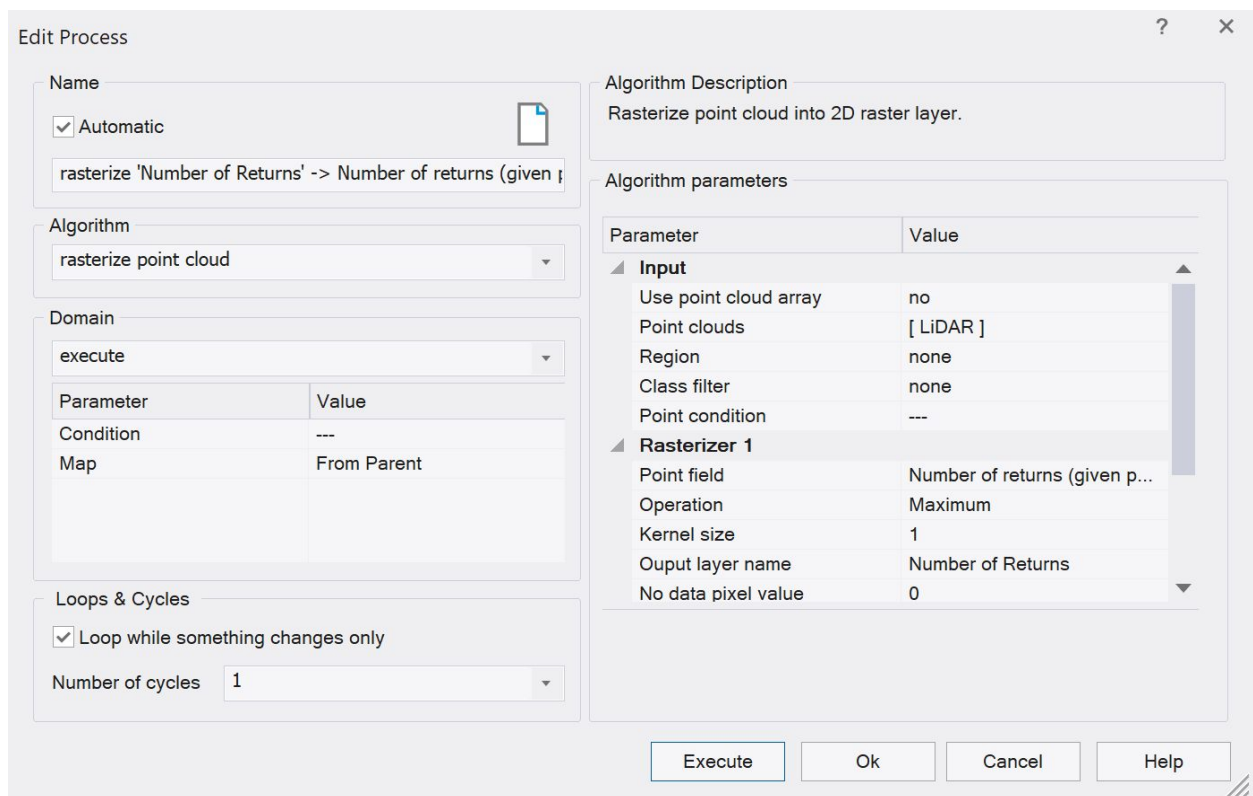 Edit Process
?
Name
Automatic
rasterize 'Number of Returns' -> Number of returns (given p
Algorithm
rasterize point cloud
Domain
execute
Parameter Value
Condition ---
Map From Parent
Loops & Cycles
Loop while something changes only
Number of cycles 1
Algorithm Description
Rasterize point cloud into 2D raster layer.
Algorithm parameters
Parameter Value
Input
Use point cloud array no
Point clouds [ LiDAR ]
Region none
Class filter none
Point condition ---
Rasterizer 1
Point field Number of returns (given p...
Operation Maximum
Kernel size 1
Ouput layer name Number of Returns
No data pixel value 0
Execute Ok Cancel Help